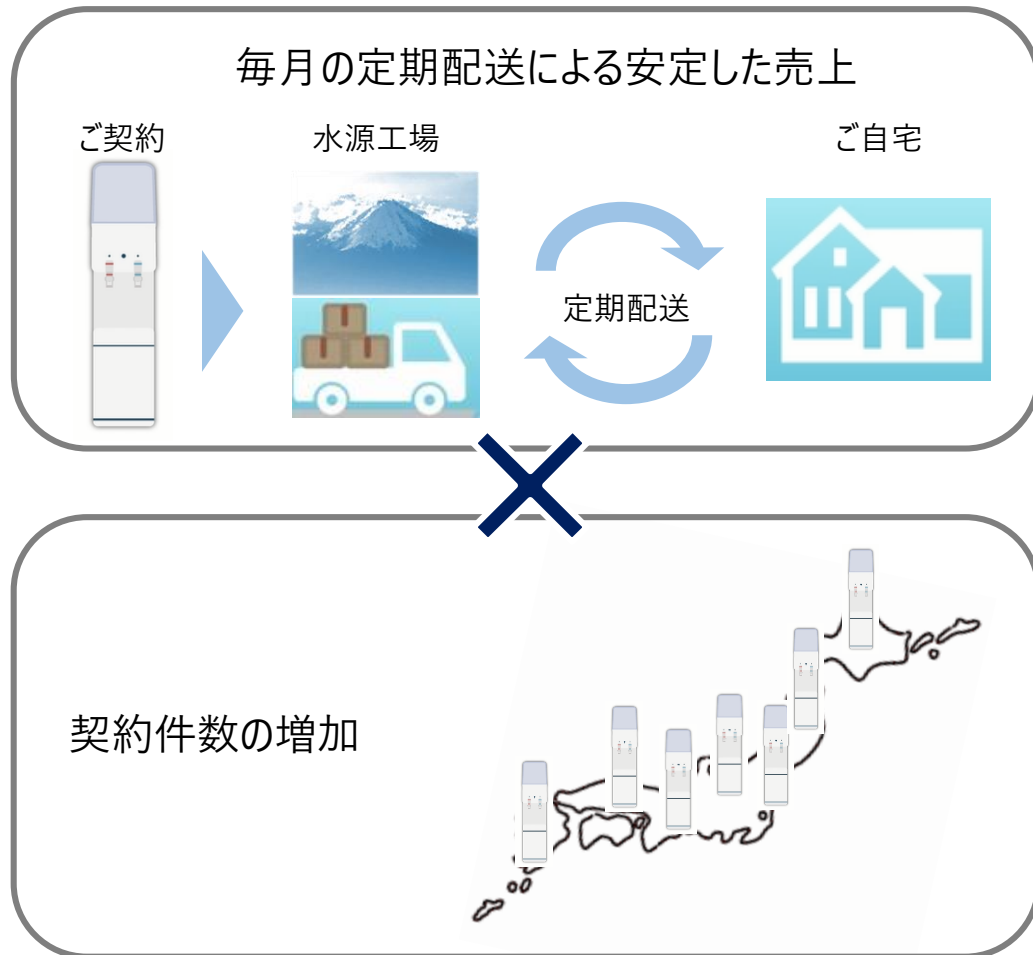 毎月の定期配送による安定した売上
ご契約
水源工場
ご自宅
定期配送
契約件数の増加